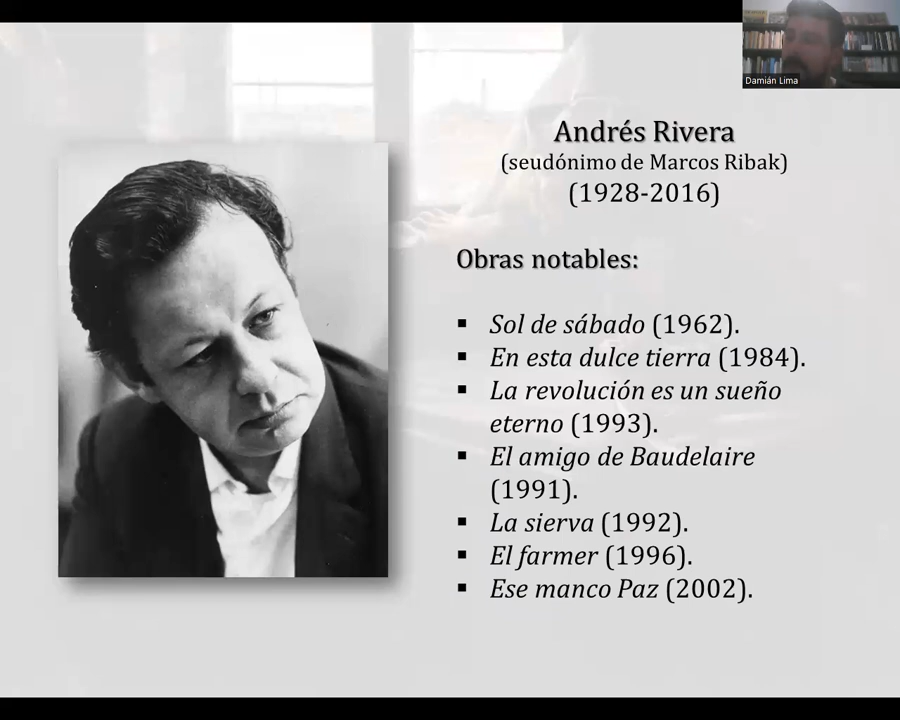 Damián Lima
Andrés Rivera
(seudónimo de Marcos Ribak)
(1928-2016)
Obras notables:
▪ Sol de sábado (1962).
▪ En esta dulce tierra (1984).
▪ La revolución es un sueño
eterno (1993).
▪ El amigo de Baudelaire
(1991).
▪ La sierva (1992).
▪ El farmer (1996).
▪ Ese manco Paz (2002).